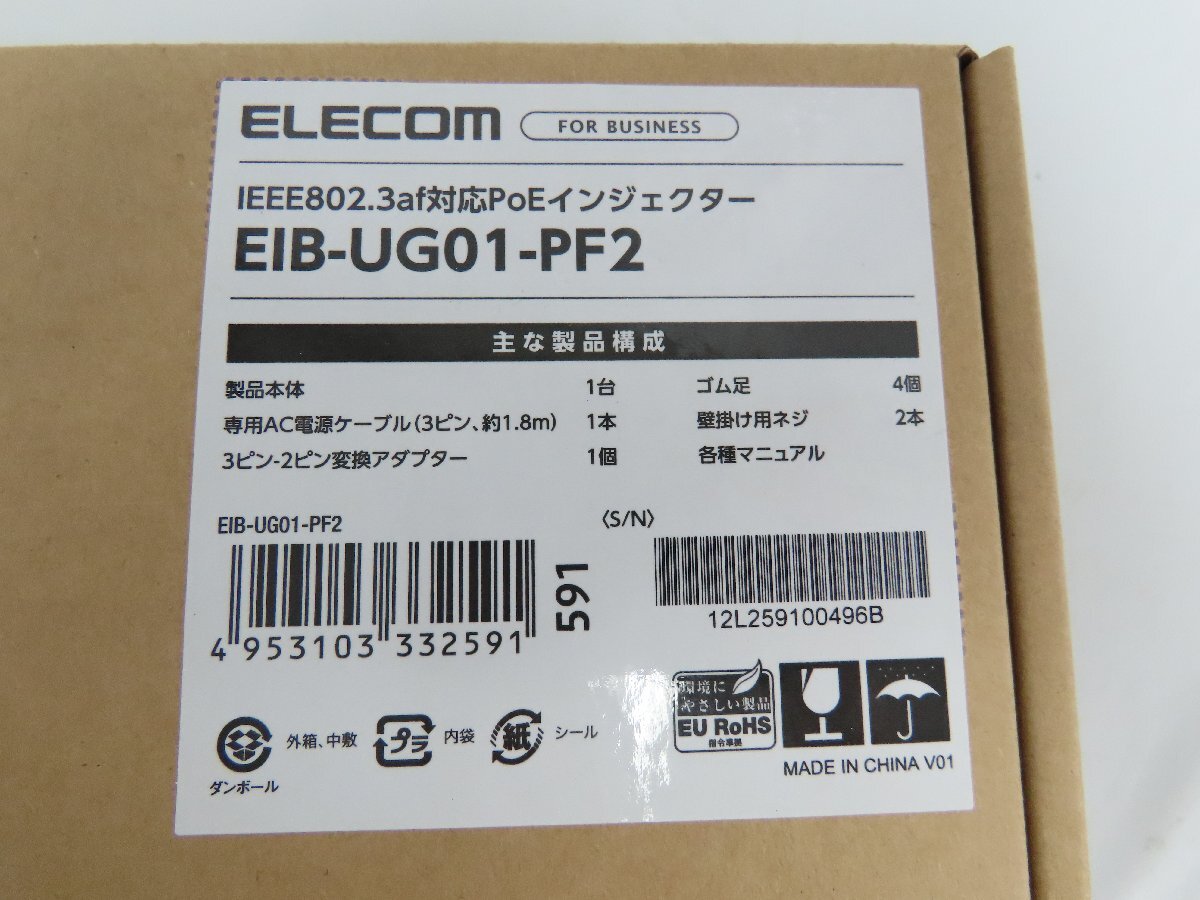 ELECOM FOR BUSINESS
IEEE802.3af対応PoEインジェクター
EIB-UG01-PF2
主な製品構成
製品本体 1台
専用AC電源ケーブル(3ピン、約1.8m) 1本
3ピン-2ピン変換アダプター 1個
ゴム足 4個
壁掛け用ネジ 2本
各種マニュアル
EIB-UG01-PF2
4 953103 332591
591
〈S/N〉
12L259100496B
ダンボール
外箱、中敷
プラ
内袋
紙
シール
環境に
やさしい製品
EU RoHS
指令準拠
MADE IN CHINA V01